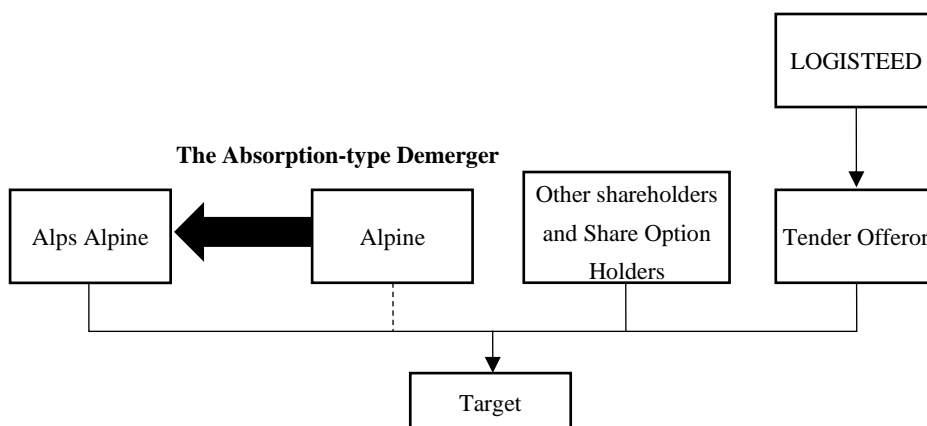 LOGISTEED
The Absorption-type Demerger
Alps Alpine
Alpine
Other shareholders
and Share Option
Holders
Tender Offeror
Target